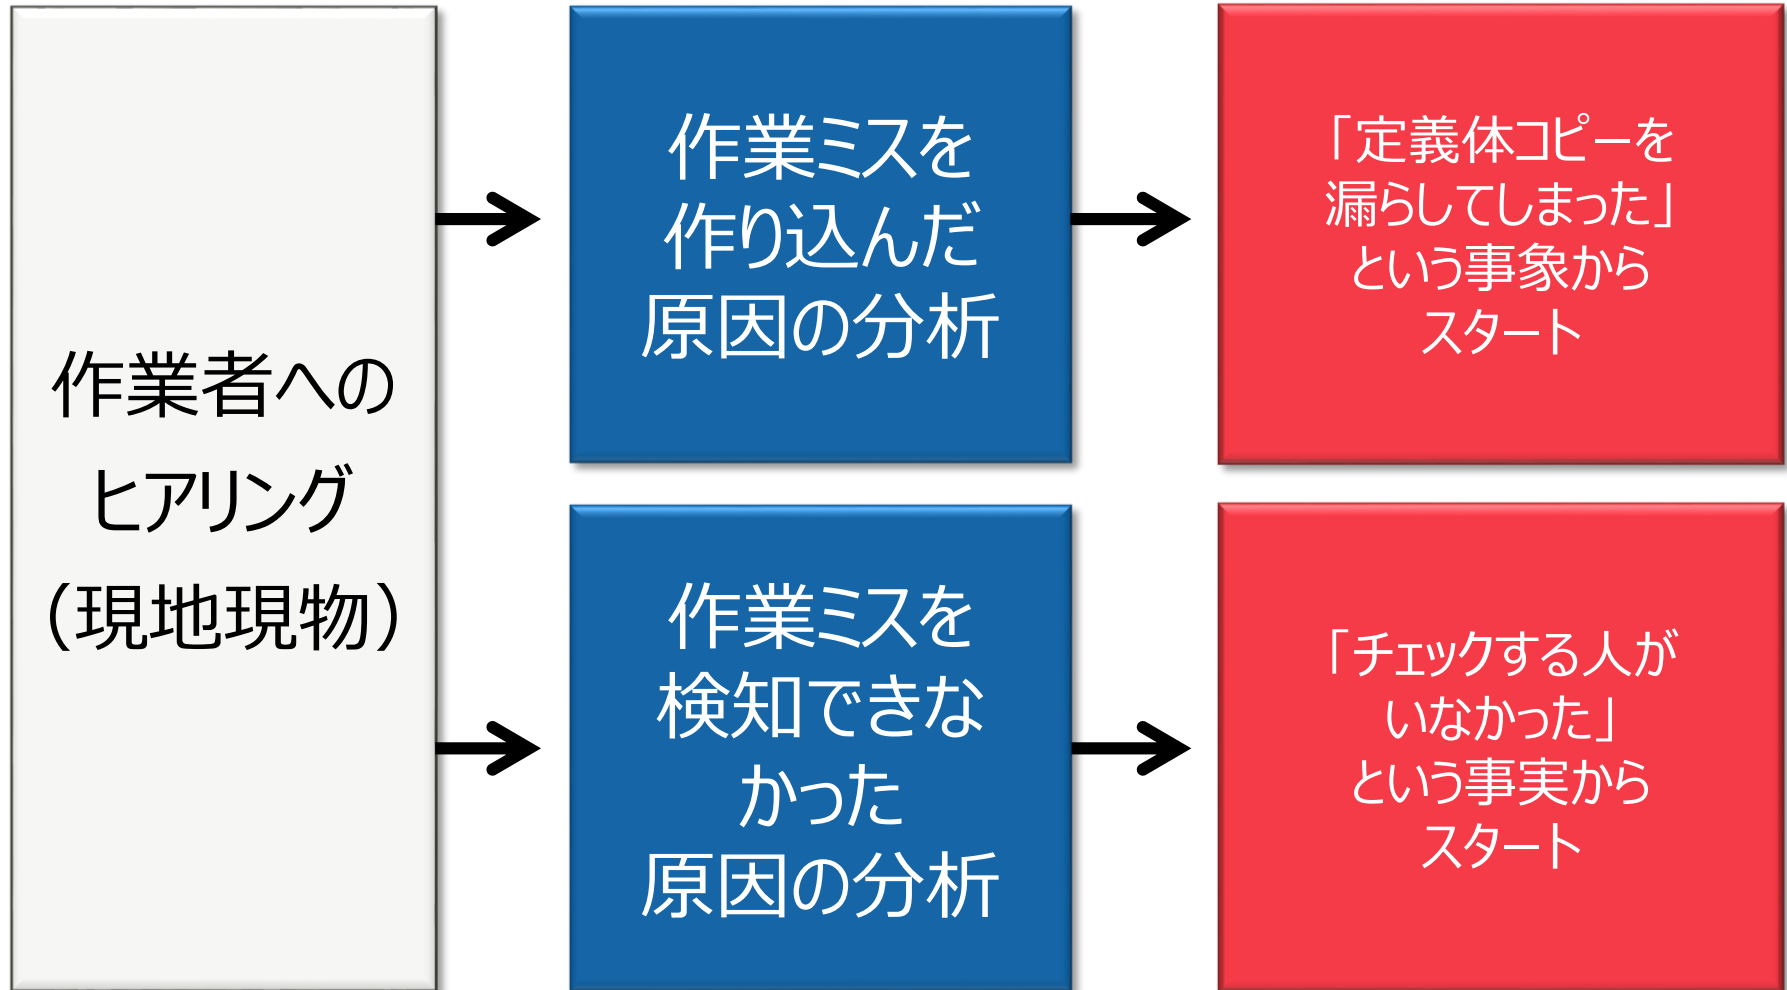 作業者への
ヒアリング
（現地現物）
作業ミスを
作り込んだ
原因の分析
「定義体コピーを
漏らしてしまった」
という事象から
スタート
作業ミスを
検知できな
かった
原因の分析
「チェックする人が
いなかった」
という事実から
スタート